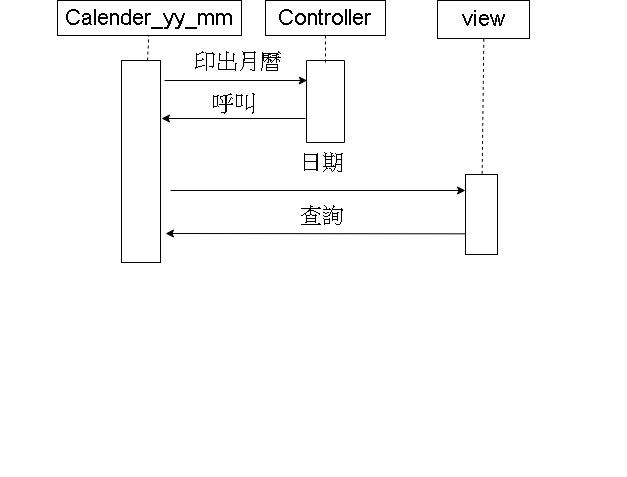 Calender_yy_mm
Controller
view
印出月曆
呼叫
日期
查詢